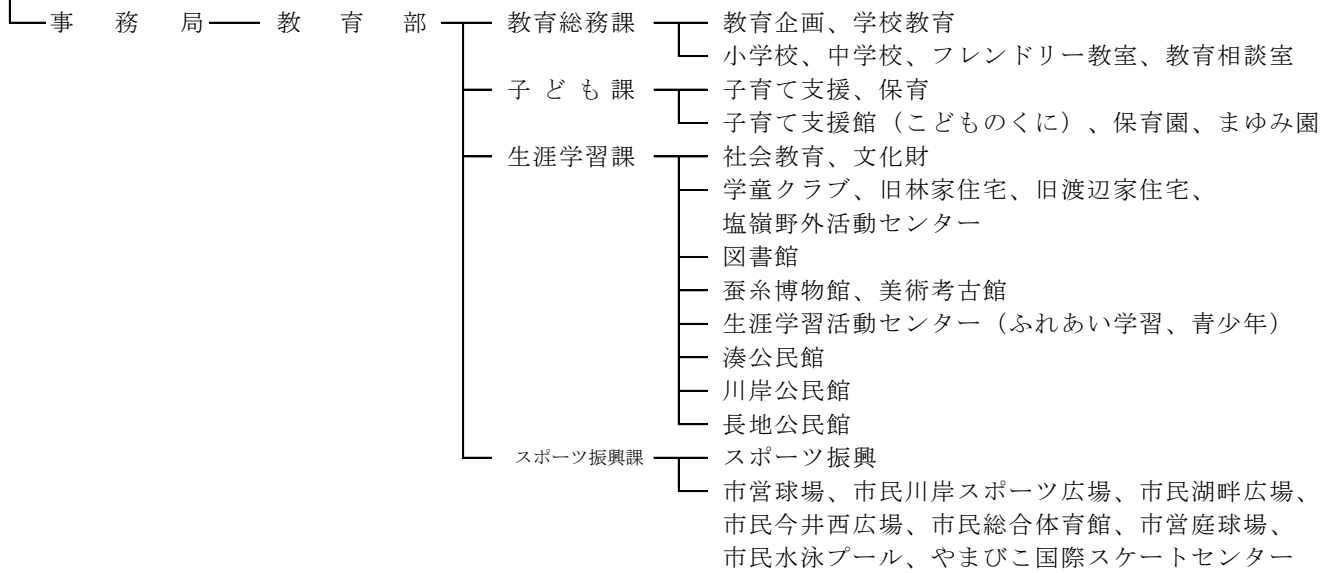 事務局 教育部 教育総務課 教育企画、学校教育
小学校、中学校、フレンドリー教室、教育相談室
子ども課 子育て支援、保育
子育て支援館（こどものくに）、保育園、まゆみ園
生涯学習課 社会教育、文化財
学童クラブ、旧林家住宅、旧渡辺家住宅、
塩嶺野外活動センター
図書館
蚕糸博物館、美術考古館
生涯学習活動センター（ふれあい学習、青少年）
湊公民館
川岸公民館
長地公民館
スポーツ振興課 スポーツ振興
市営球場、市民川岸スポーツ広場、市民湖畔広場、
市民今井西広場、市民総合体育館、市営庭球場、
市民水泳プール、やまびこ国際スケートセンター